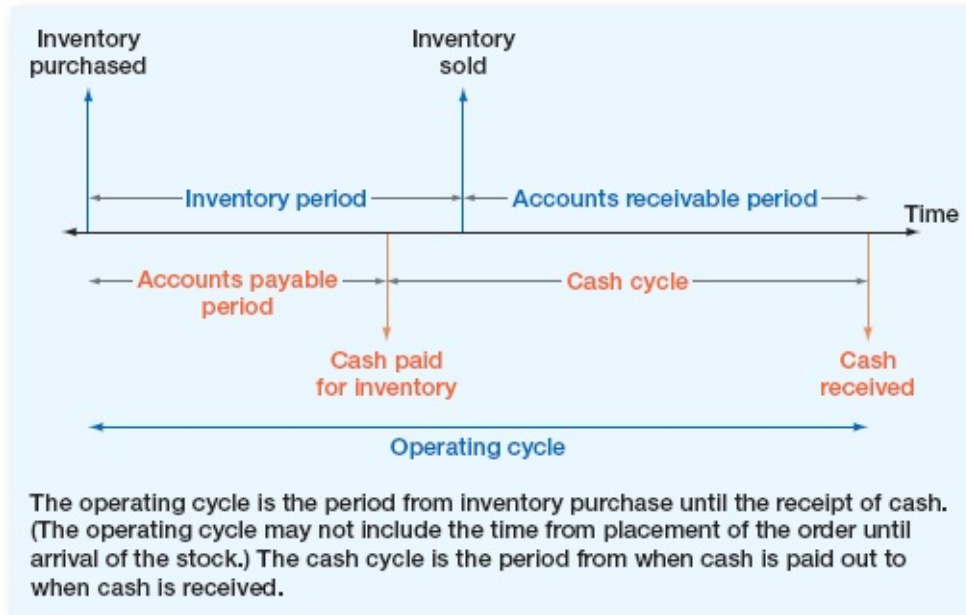 Inventory
purchased
Inventory
sold
Inventory period
Accounts receivable period
Time
Accounts payable
period
Cash cycle
Cash paid
for inventory
Cash
received
Operating cycle
The operating cycle is the period from inventory purchase until the receipt of cash.
(The operating cycle may not include the time from placement of the order until
arrival of the stock.) The cash cycle is the period from when cash is paid out to
when cash is received.